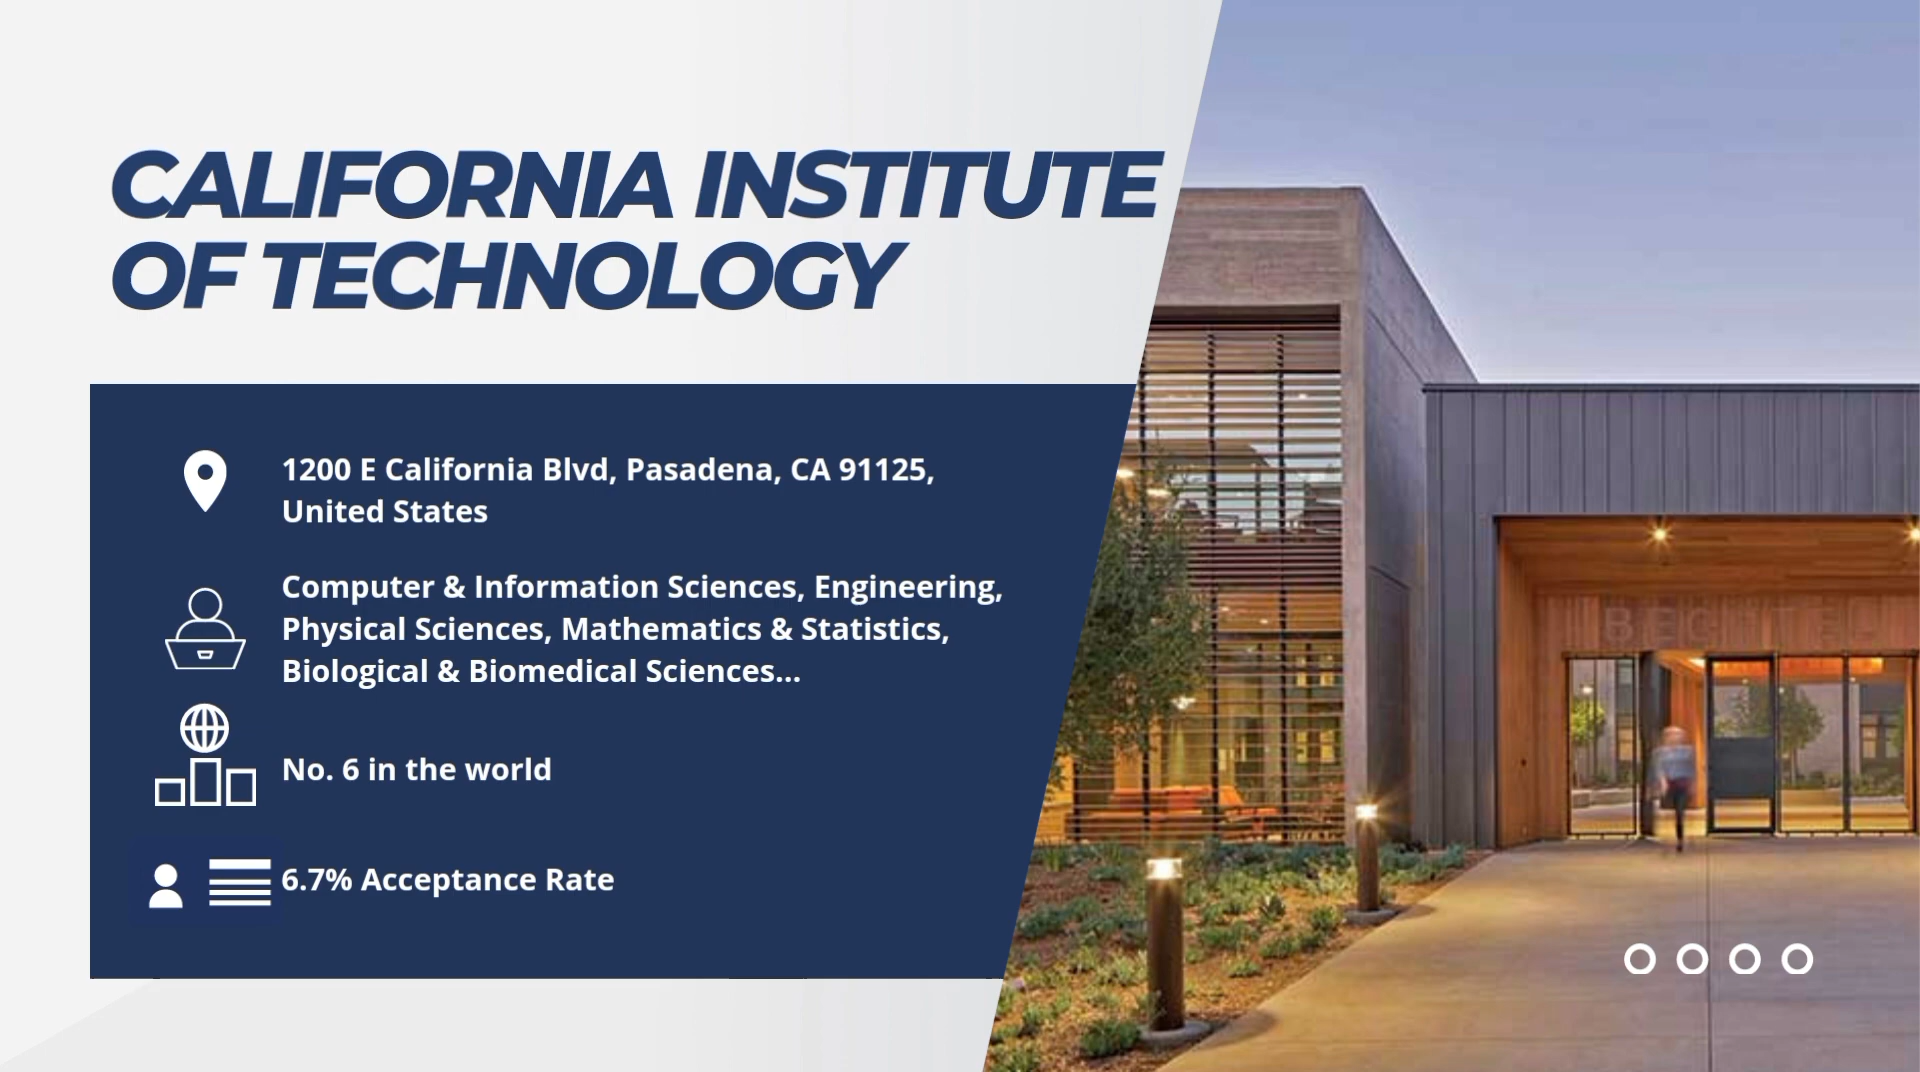 CALIFORNIA INSTITUTE
OF TECHNOLOGY
1200 E California Blvd, Pasadena, CA 91125,
United States
Computer & Information Sciences, Engineering,
Physical Sciences, Mathematics & Statistics,
Biological & Biomedical Sciences...
No. 6 in the world
6.7% Acceptance Rate